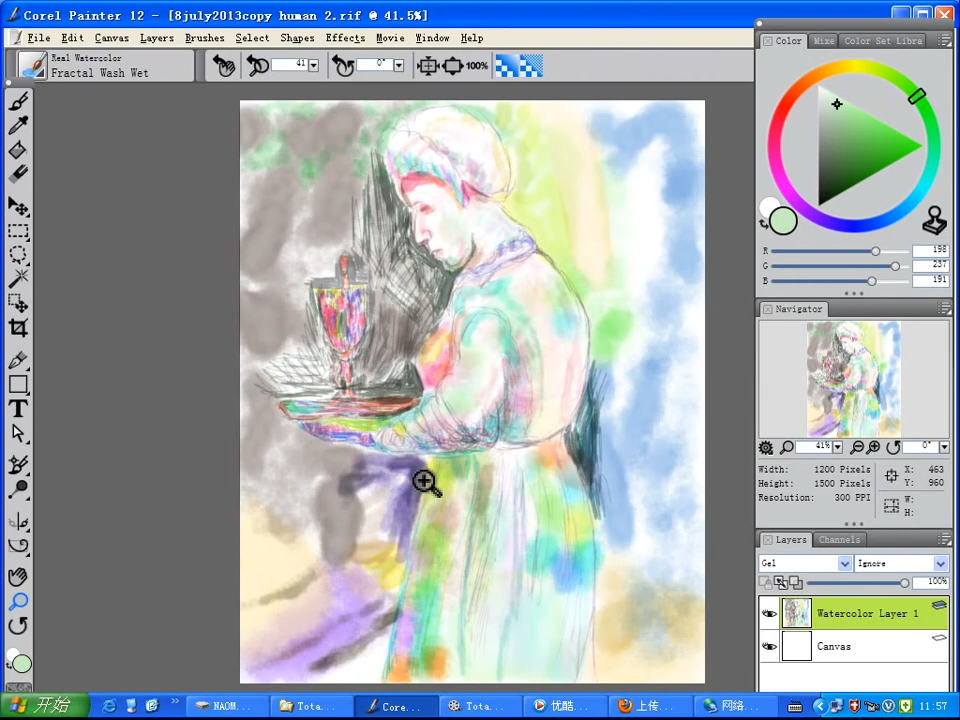 Corel Painter 12 - [8july2013copy human 2.rif @ 41.5%]
File Edit Canvas Layers Brushes Select Shapes Effects Movie Window Help
Real Watercolor
Fractal Wash Wet
41 0° 100%
Color Mixe Color Set Libra
R 198
G 237
B 191
Navigator
41% 0°
Width: 1200 Pixels
Height: 1500 Pixels
Resolution: 300 PPI
X: 463
Y: 960
W:
H:
Layers Channels
Gel Ignore
100%
Watercolor Layer 1
Canvas
开始 NAOM... Tota... Core... Tota... 优酷... 上传... 网络... 11:57